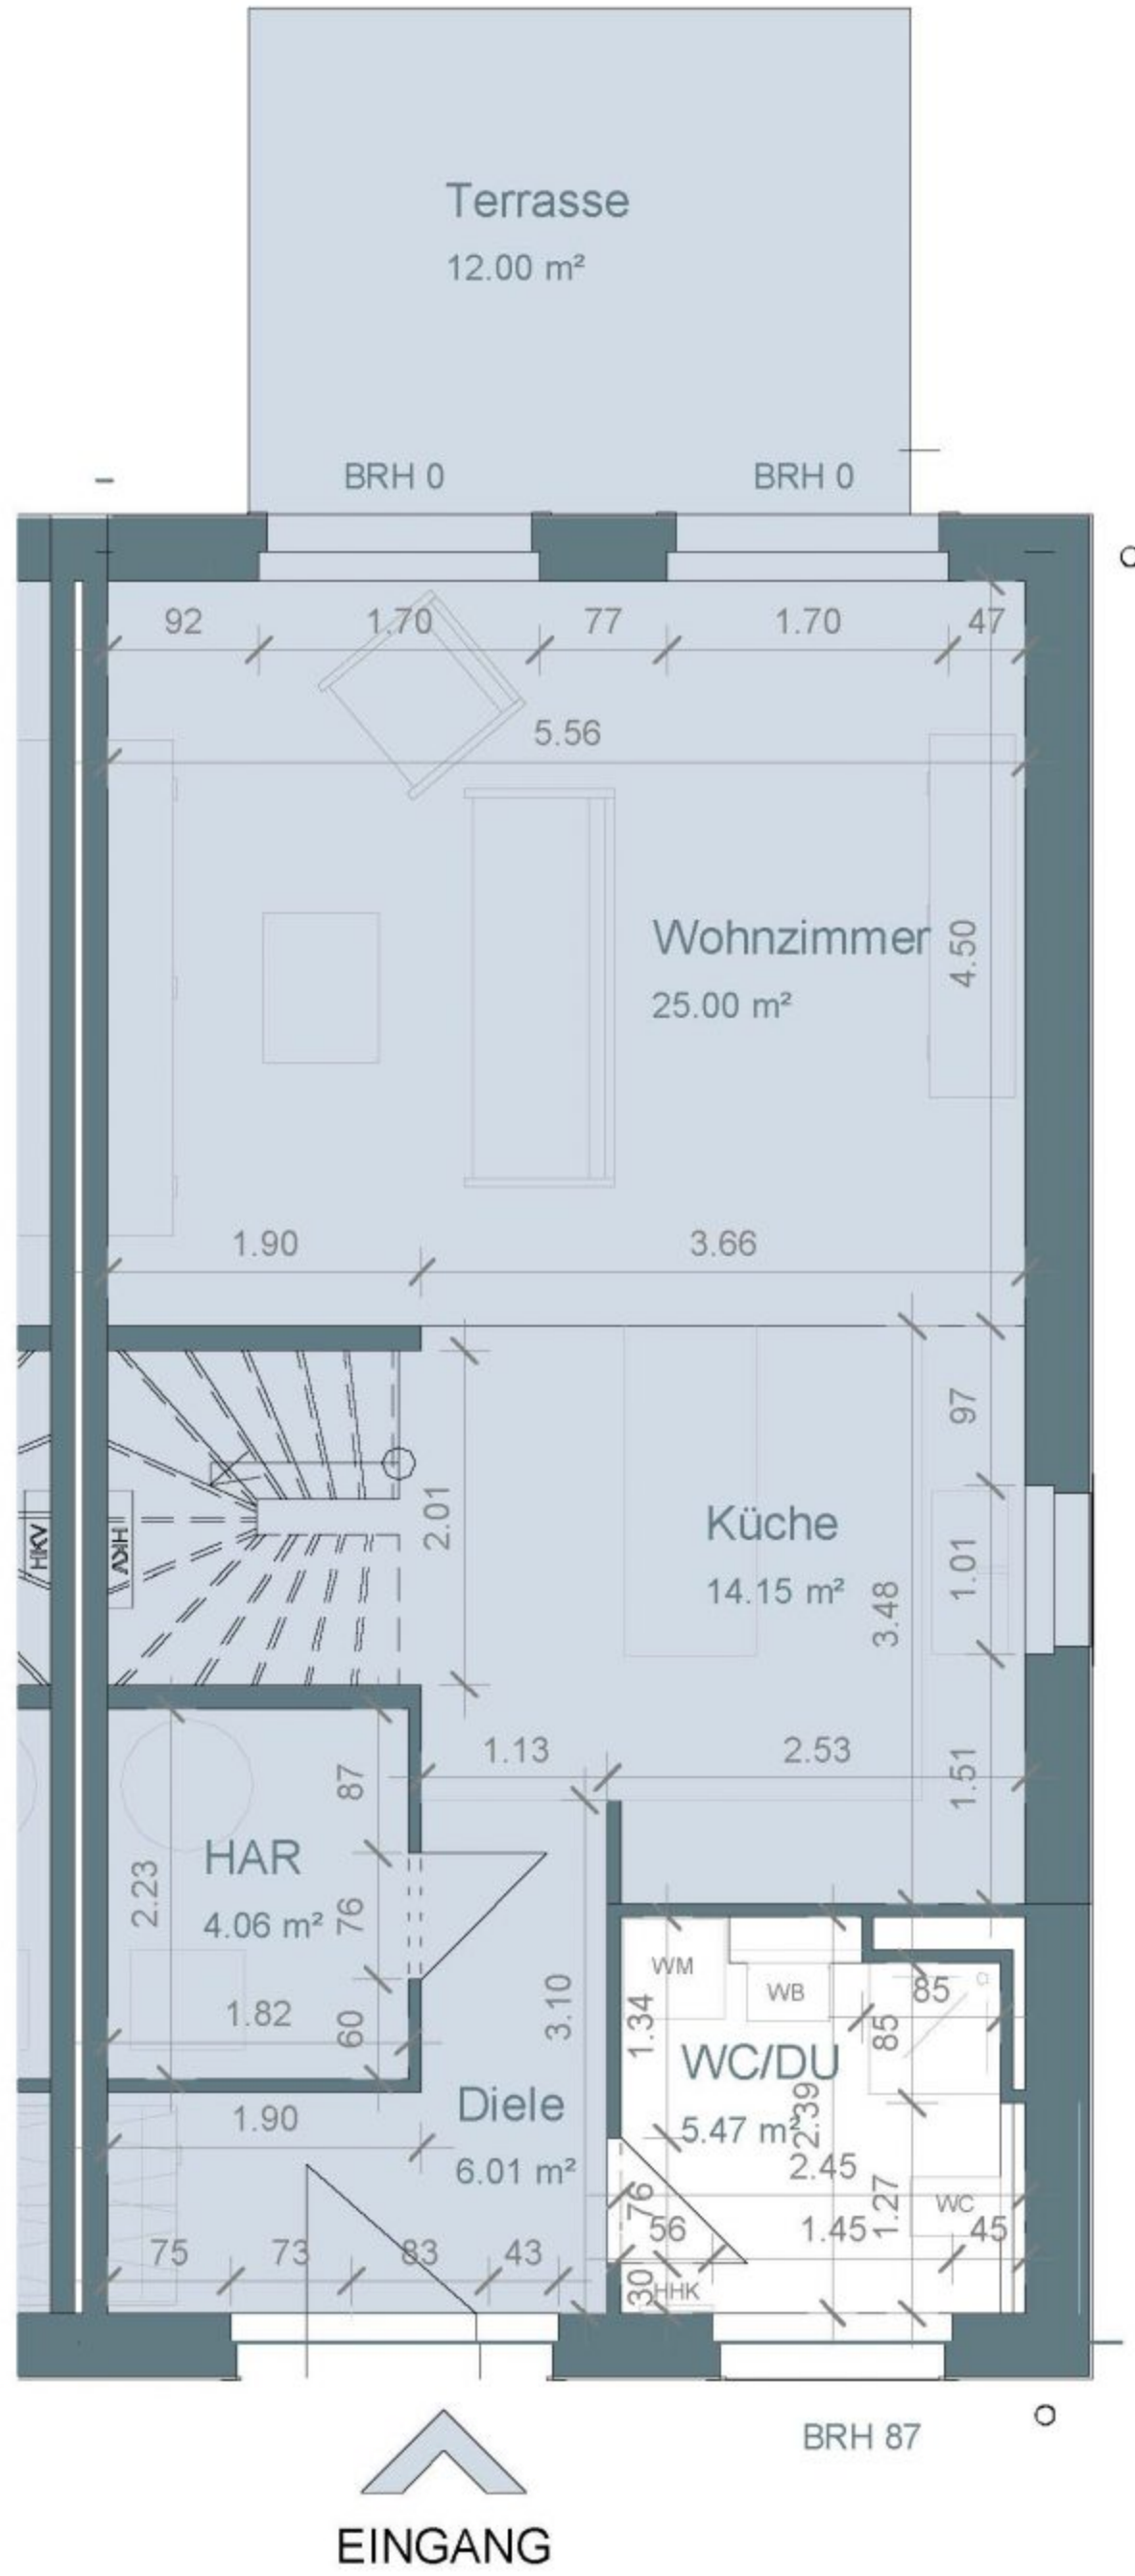 Terrasse
12.00 m²
BRH 0
BRH 0
92
1.70
77
1.70
47
5.56
Wohnzimmer
25.00 m²
4.50
1.90
3.66
97
2.01
Küche
14.15 m²
1.01
3.48
HKV
HKV
1.13
2.53
1.51
87
HAR
4.06 m²
2.23
76
1.82
60
3.10
WM
WB
85
85
1.34
WC/DU
5.47 m²
2.39
1.90
Diele
6.01 m²
2.45
1.27
WC
76
56
1.45
45
75
73
83
43
30
HHK
BRH 87
EINGANG